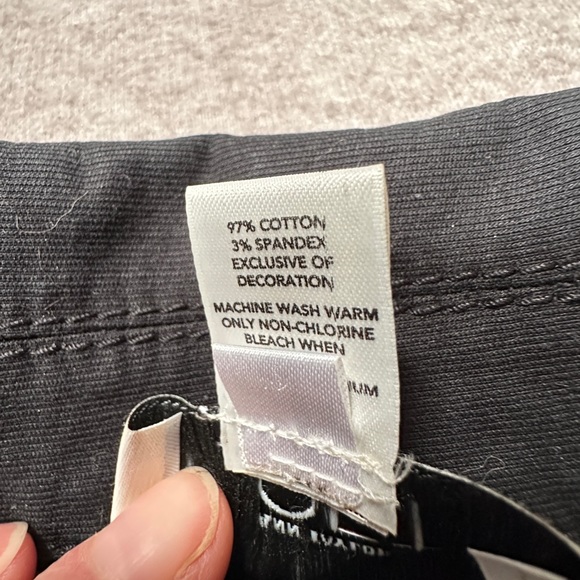 97% COTTON
3% SPANDEX
EXCLUSIVE OF
DECORATION
MACHINE WASH WARM
ONLY NON-CHLORINE
BLEACH WHEN